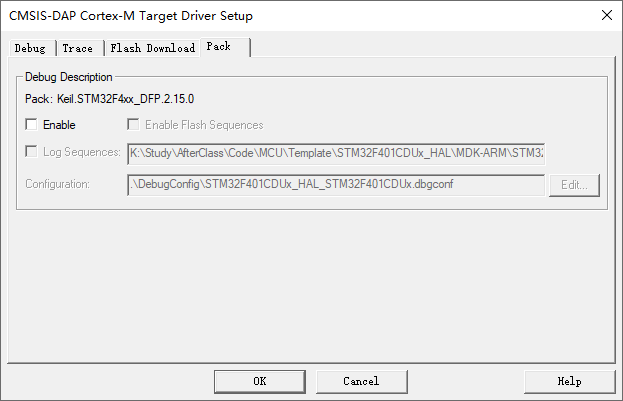 CMSIS-DAP Cortex-M Target Driver Setup
Debug Trace Flash Download Pack
Debug Description
Pack: Keil.STM32F4xx_DFP.2.15.0
Enable Enable Flash Sequences
Log Sequences: K:\Study\AfterClass\Code\MCU\Template\STM32F401CDUx_HAL\MDK-ARM\STM32
Configuration: .\DebugConfig\STM32F401CDUx_HAL_STM32F401CDUx.dbgconf Edit...
OK Cancel Help